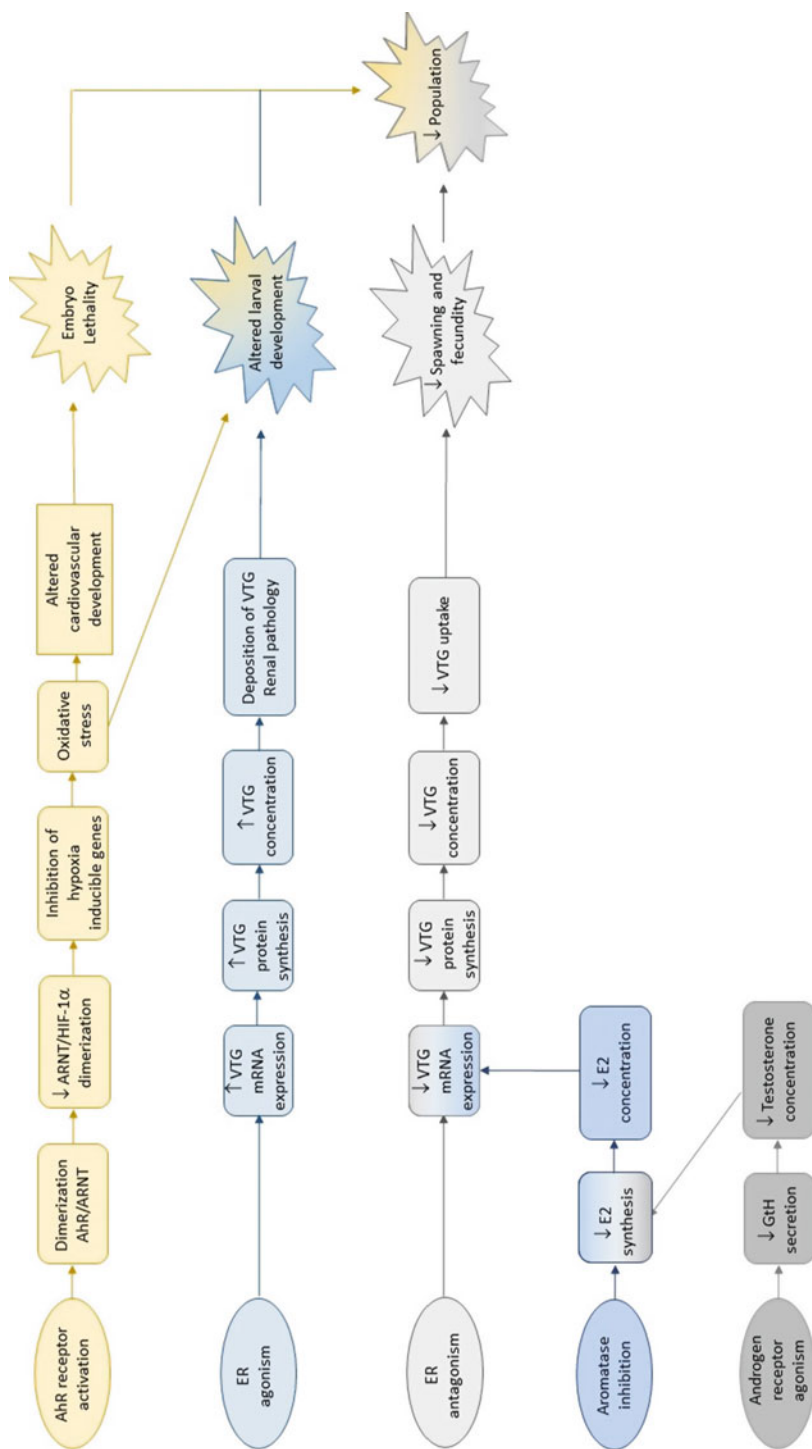 AhR receptor
activation
Dimerization
AhR/ARNT
↓ ARNT/HIF-1α
dimerization
Inhibition of
hypoxia
inducible genes
Oxidative
stress
Altered
cardiovascular
development
Embryo
Lethality
ER
agonism
↑ VTG
mRNA
expression
↑ VTG
protein
synthesis
↑ VTG
concentration
Deposition of VTG
Renal pathology
Altered larval
development
ER
antagonism
↓ VTG
mRNA
expression
↓ VTG
protein
synthesis
↓ VTG
concentration
↓ VTG uptake
↓ Spawning and
fecundity
↓ Population
Aromatase
inhibition
↓ E2
synthesis
↓ E2
concentration
Androgen
receptor
agonism
↓ GtH
secretion
↓ Testosterone
concentration